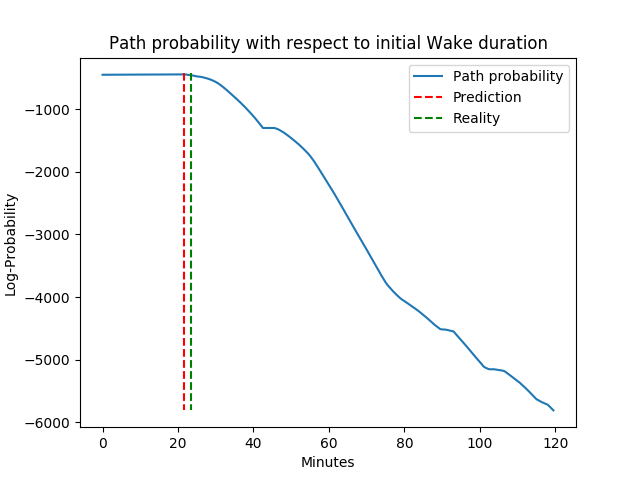 Path probability with respect to initial Wake duration
Path probability
Prediction
Reality
Log-Probability
−1000
−2000
−3000
−4000
−5000
−6000
0
20
40
60
80
100
120
Minutes